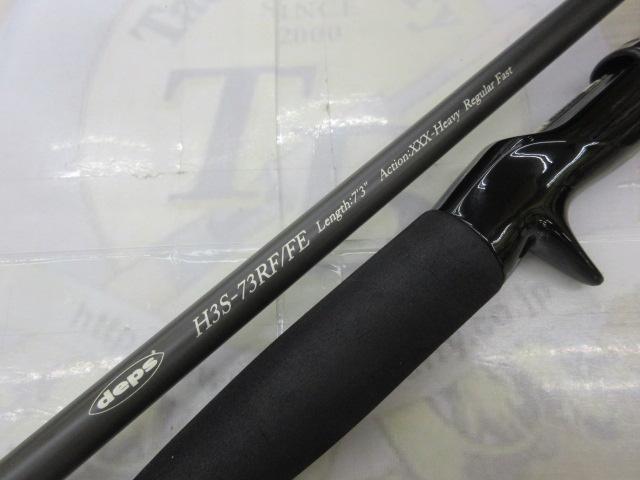 deps
H3S-73RF/FE Length:7'3" Action:XXX-Heavy Regular Fast
SINCE
2000
T